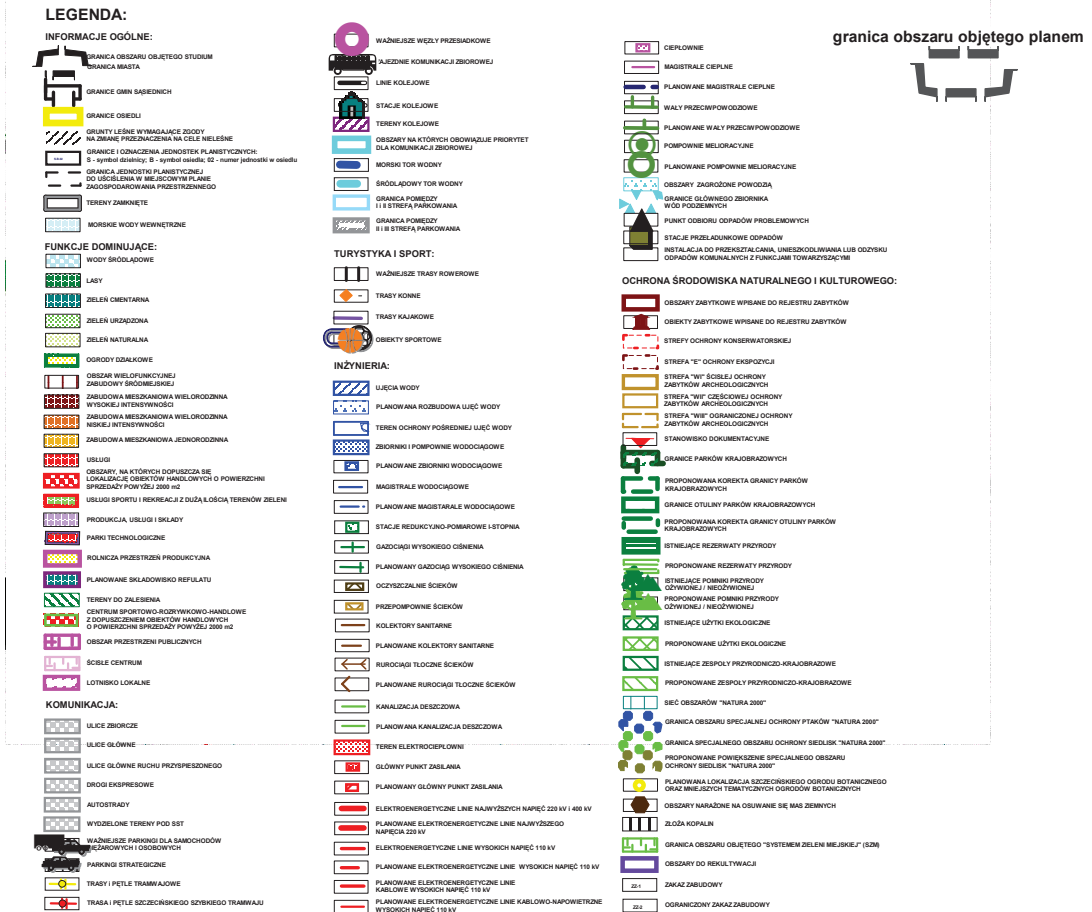 LEGENDA:
INFORMACJE OGÓLNE:
GRANICA OBSZARU OBJĘTEGO STUDIUM
GRANICA MIASTA
GRANICE GMIN SĄSIEDNICH
GRANICE OSIEDLI
GRUNTY LEŚNE WYMAGAJĄCE ZGODY
NA ZMIANĘ PRZEZNACZENIA NA CELE NIELEŚNE
GRANICE I OZNACZENIA JEDNOSTEK PLANISTYCZNYCH:
S - symbol dzielnicy; B - symbol osiedla; 02 - numer jednostki w osiedlu
GRANICA JEDNOSTKI PLANISTYCZNEJ
DO UŚCIŚLENIA W MIEJSCOWYM PLANIE
ZAGOSPODAROWANIA PRZESTRZENNEGO
TERENY ZAMKNIĘTE
MORSKIE WODY WEWNĘTRZNE
FUNKCJE DOMINUJĄCE:
WODY ŚRÓDLĄDOWE
LASY
ZIELEŃ CMENTARNA
ZIELEŃ URZĄDZONA
ZIELEŃ NATURALNA
OGRODY DZIAŁKOWE
OBSZAR WIELOFUNKCYJNEJ
ZABUDOWY ŚRÓDMIEJSKIEJ
ZABUDOWA MIESZKANIOWA WIELORODZINNA
WYSOKIEJ INTENSYWNOŚCI
ZABUDOWA MIESZKANIOWA WIELORODZINNA
NISKIEJ INTENSYWNOŚCI
ZABUDOWA MIESZKANIOWA JEDNORODZINNA
USŁUGI
OBSZARY, NA KTÓRYCH DOPUSZCZA SIĘ
LOKALIZACJĘ OBIEKTÓW HANDLOWYCH O POWIERZCHNI
SPRZEDAŻY POWYŻEJ 2000 m2
USŁUGI SPORTU I REKREACJI Z DUŻĄ ILOŚCIĄ TERENÓW ZIELENI
PRODUKCJA, USŁUGI I SKŁADY
PARKI TECHNOLOGICZNE
ROLNICZA PRZESTRZEŃ PRODUKCYJNA
PLANOWANE SKŁADOWISKO REFULATU
TERENY DO ZALESIENIA
CENTRUM SPORTOWO-ROZRYWKOWO-HANDLOWE
Z DOPUSZCZENIEM OBIEKTÓW HANDLOWYCH
O POWIERZCHNI SPRZEDAŻY POWYŻEJ 2000 m2
OBSZAR PRZESTRZENI PUBLICZNYCH
ŚCISŁE CENTRUM
LOTNISKO LOKALNE
KOMUNIKACJA:
ULICE ZBIORCZE
ULICE GŁÓWNE
ULICE GŁÓWNE RUCHU PRZYSPIESZONEGO
DROGI EKSPRESOWE
AUTOSTRADY
WYDZIELONE TERENY POD SST
WAŻNIEJSZE PARKINGI DLA SAMOCHODÓW
CIĘŻAROWYCH I OSOBOWYCH
PARKINGI STRATEGICZNE
TRASY i PĘTLE TRAMWAJOWE
TRASA i PĘTLE SZCZECIŃSKIEGO SZYBKIEGO TRAMWAJU
WAŻNIEJSZE WĘZŁY PRZESIADKOWE
ZAJEZDNIE KOMUNIKACJI ZBIOROWEJ
LINIE KOLEJOWE
STACJE KOLEJOWE
TERENY KOLEJOWE
OBSZARY NA KTÓRYCH OBOWIĄZUJE PRIORYTET
DLA KOMUNIKACJI ZBIOROWEJ
MORSKI TOR WODNY
ŚRÓDLĄDOWY TOR WODNY
GRANICA POMIĘDZY
I i II STREFĄ PARKOWANIA
GRANICA POMIĘDZY
II i III STREFĄ PARKOWANIA
TURYSTYKA I SPORT:
WAŻNIEJSZE TRASY ROWEROWE
TRASY KONNE
TRASY KAJAKOWE
OBIEKTY SPORTOWE
INŻYNIERIA:
UJĘCIA WODY
PLANOWANA ROZBUDOWA UJĘĆ WODY
TEREN OCHRONY POŚREDNIEJ UJĘĆ WODY
ZBIORNIKI I POMPOWNIE WODOCIĄGOWE
PLANOWANE ZBIORNIKI WODOCIĄGOWE
MAGISTRALE WODOCIĄGOWE
PLANOWANE MAGISTARALE WODOCIĄGOWE
STACJE REDUKCYJNO-POMIAROWE I-STOPNIA
GAZOCIĄGI WYSOKIEGO CIŚNIENIA
PLANOWANY GAZOCIĄG WYSOKIEGO CIŚNIENIA
OCZYSZCZALNIE ŚCIEKÓW
PRZEPOMPOWNIE ŚCIEKÓW
KOLEKTORY SANITARNE
PLANOWANE KOLEKTORY SANITARNE
RUROCIĄGI TŁOCZNE ŚCIEKÓW
PLANOWANE RUROCIĄGI TŁOCZNE ŚCIEKÓW
KANALIZACJA DESZCZOWA
PLANOWANA KANALIZACJA DESZCZOWA
TEREN ELEKTROCIEPŁOWNI
GŁÓWNY PUNKT ZASILANIA
PLANOWANY GŁÓWNY PUNKT ZASILANIA
ELEKTROENERGETYCZNE LINIE NAJWYŻSZYCH NAPIĘĆ 220 kV i 400 kV
PLANOWANE ELEKTROENERGETYCZNE LINIE NAJWYŻSZEGO
NAPIĘCIA 220 kV
ELEKTROENERGETYCZNE LINIE WYSOKICH NAPIĘĆ 110 kV
PLANOWANE ELEKTROENERGETYCZNE LINIE WYSOKICH NAPIĘĆ 110 kV
PLANOWANE ELEKTROENERGETYCZNE LINIE
KABLOWE WYSOKICH NAPIĘĆ 110 kV
PLANOWANE ELEKTROENERGETYCZNE LINIE KABLOWO-NAPOWIETRZNE
WYSOKICH NAPIĘĆ 110 kV
CIEPŁOWNIE
MAGISTRALE CIEPLNE
PLANOWANE MAGISTRALE CIEPLNE
WAŁY PRZECIWPOWODZIOWE
PLANOWANE WAŁY PRZECIWPOWODZIOWE
POMPOWNIE MELIORACYJNE
PLANOWANE POMPOWNIE MELIORACYJNE
OBSZARY ZAGROŻONE POWODZIĄ
GRANICE GŁÓWNEGO ZBIORNIKA
WÓD PODZIEMNYCH
PUNKT ODBIORU ODPADÓW PROBLEMOWYCH
STACJE PRZEŁADUNKOWE ODPADÓW
INSTALACJA DO PRZEKSZTAŁCANIA, UNIESZKODLIWIANIA LUB ODZYSKU
ODPADÓW KOMUNALNYCH Z FUNKCJAMI TOWARZYSZĄCYMI
OCHRONA ŚRODOWISKA NATURALNEGO I KULTUROWEGO:
OBSZARY ZABYTKOWE WPISANE DO REJESTRU ZABYTKÓW
OBIEKTY ZABYTKOWE WPISANE DO REJESTRU ZABYTKÓW
STREFY OCHRONY KONSERWATORSKIEJ
STREFA "E" OCHRONY EKSPOZYCJI
STREFA "WI" ŚCISŁEJ OCHRONY
ZABYTKÓW ARCHEOLOGICZNYCH
STREFA "WII" CZĘŚCIOWEJ OCHRONY
ZABYTKÓW ARCHEOLOGICZNYCH
STREFA "WIII" OGRANICZONEJ OCHRONY
ZABYTKÓW ARCHEOLOGICZNYCH
STANOWISKO DOKUMENTACYJNE
GRANICE PARKÓW KRAJOBRAZOWYCH
PROPONOWANA KOREKTA GRANICY PARKÓW
KRAJOBRAZOWYCH
GRANICE OTULINY PARKÓW KRAJOBRAZOWYCH
PROPONOWANA KOREKTA GRANICY OTULINY PARKÓW
KRAJOBRAZOWYCH
ISTNIEJĄCE REZERWATY PRZYRODY
PROPONOWANE REZERWATY PRZYRODY
ISTNIEJĄCE POMNIKI PRZYRODY
OŻYWIONEJ / NIEOŻYWIONEJ
PROPONOWANE POMNIKI PRZYRODY
OŻYWIONEJ / NIEOŻYWIONEJ
ISTNIEJĄCE UŻYTKI EKOLOGICZNE
PROPONOWANE UŻYTKI EKOLOGICZNE
ISTNIEJĄCE ZESPOŁY PRZYRODNICZO-KRAJOBRAZOWE
PROPONOWANE ZESPOŁY PRZYRODNICZO-KRAJOBRAZOWE
SIEĆ OBSZARÓW "NATURA 2000"
GRANICA OBSZARU SPECJALNEJ OCHRONY PTAKÓW "NATURA 2000"
GRANICA SPECJALNEGO OBSZARU OCHRONY SIEDLISK "NATURA 2000"
PROPONOWANE POWIĘKSZENIE SPECJALNEGO OBSZARU
OCHRONY SIEDLISK "NATURA 2000"
PLANOWANA LOKALIZACJA SZCZECIŃSKIEGO OGRODU BOTANICZNEGO
ORAZ MNIEJSZYCH TEMATYCZNYCH OGRODÓW BOTANICZNYCH
OBSZARY NARAŻONE NA OSUWANIE SIĘ MAS ZIEMNYCH
ZŁOŻA KOPALIN
GRANICA OBSZARU OBJĘTEGO "SYSTEMEM ZIELENI MIEJSKIEJ" (SZM)
OBSZARY DO REKULTYWACJI
ZZ-1 ZAKAZ ZABUDOWY
ZZ-2 OGRANICZONY ZAKAZ ZABUDOWY
granica obszaru objętego planem